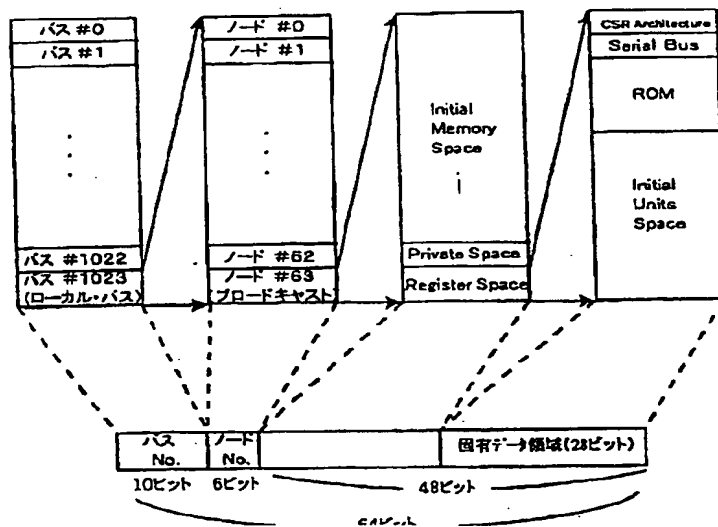 バス #0
バス #1
バス #1022
バス #1023
(ローカル・バス)
ノード #0
ノード #1
ノード #62
ノード #63
(ブロードキャスト)
Initial
Memory
Space
Private Space
Register Space
CSR Architecture
Serial Bus
ROM
Initial
Units
Space
バス
No.
ノード
No.
固有データ領域(28ビット)
10ビット
6ビット
48ビット
64ビット